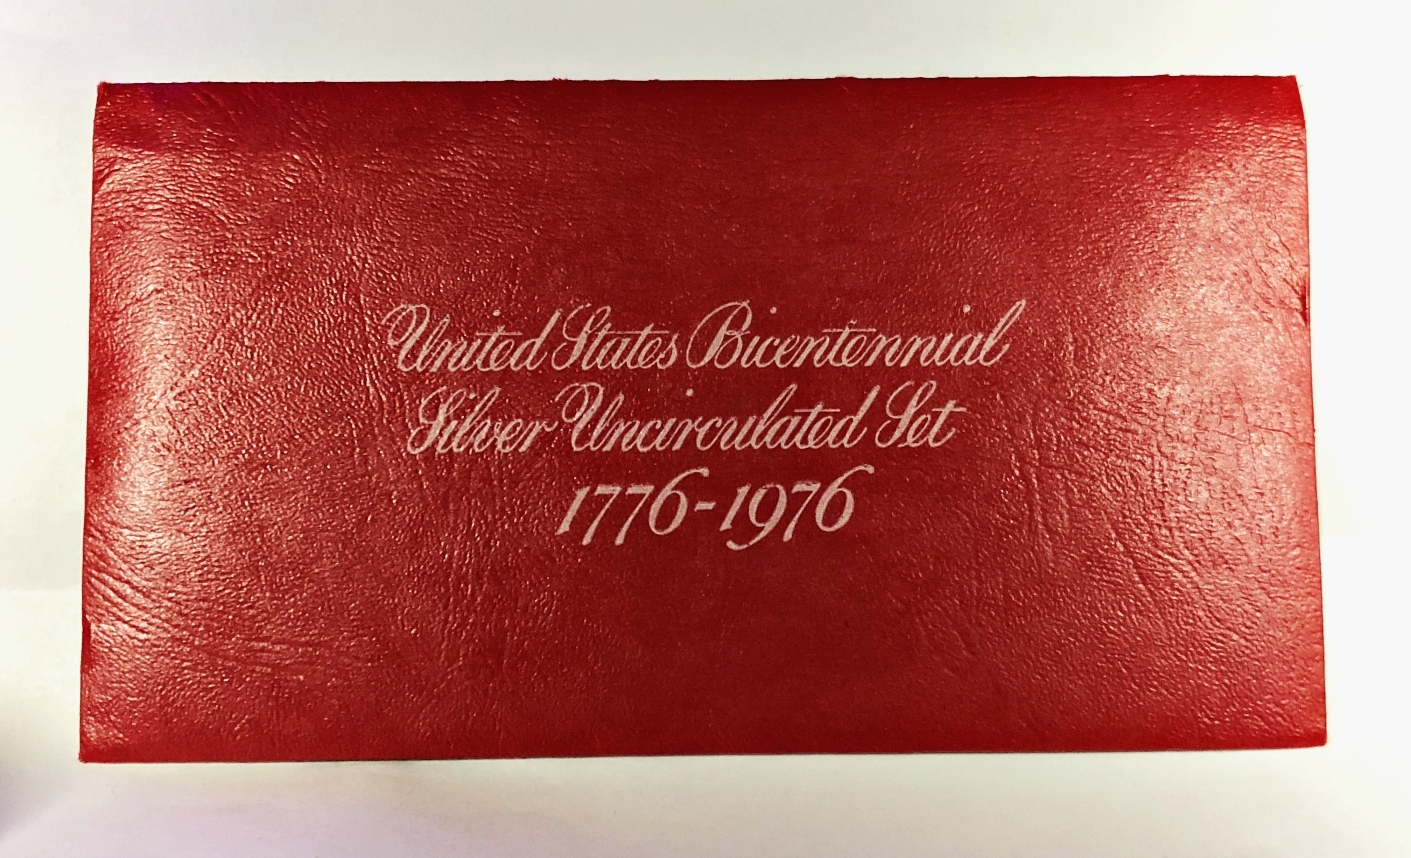 United States Bicentennial
Silver Uncirculated Set
1776-1976